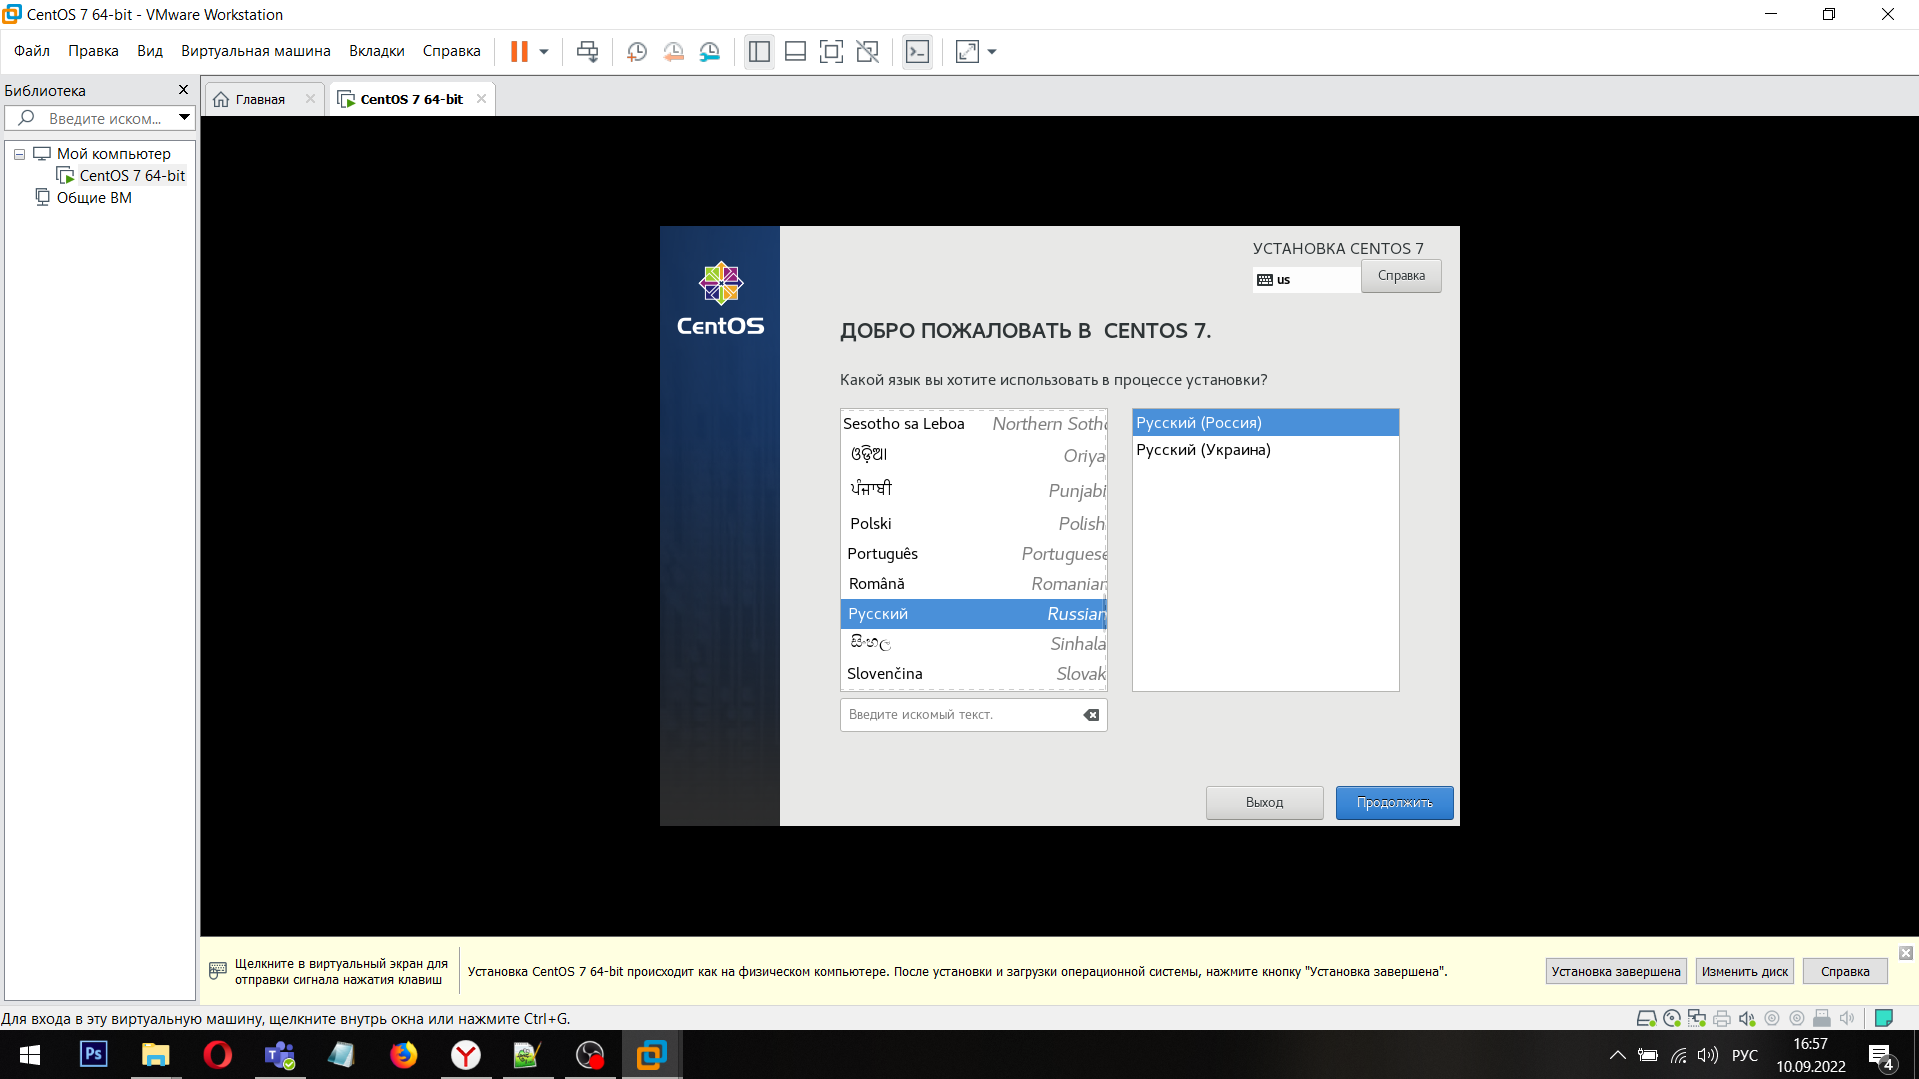 CentOS 7 64-bit - VMware Workstation
Файл Правка Вид Виртуальная машина Вкладки Справка
Библиотека
Введите иском...
Мой компьютер
CentOS 7 64-bit
Общие ВМ
Главная
CentOS 7 64-bit
CentOS
УСТАНОВКА CENTOS 7
us
Справка
ДОБРО ПОЖАЛОВАТЬ В CENTOS 7.
Какой язык вы хотите использовать в процессе установки?
Sesotho sa Leboa Northern Sotho
ଓଡ଼ିଆ Oriya
ਪੰਜਾਬੀ Punjabi
Polski Polish
Português Portuguese
Română Romanian
Русский Russian
සිංහල Sinhala
Slovenčina Slovak
Введите искомый текст.
Русский (Россия)
Русский (Украина)
Выход
Продолжить
Щелкните в виртуальный экран для
отправки сигнала нажатия клавиш
Установка CentOS 7 64-bit происходит как на физическом компьютере. После установки и загрузки операционной системы, нажмите кнопку "Установка завершена".
Установка завершена
Изменить диск
Справка
Для входа в эту виртуальную машину, щелкните внутрь окна или нажмите Ctrl+G.
Ps
РУС
16:57
10.09.2022
4